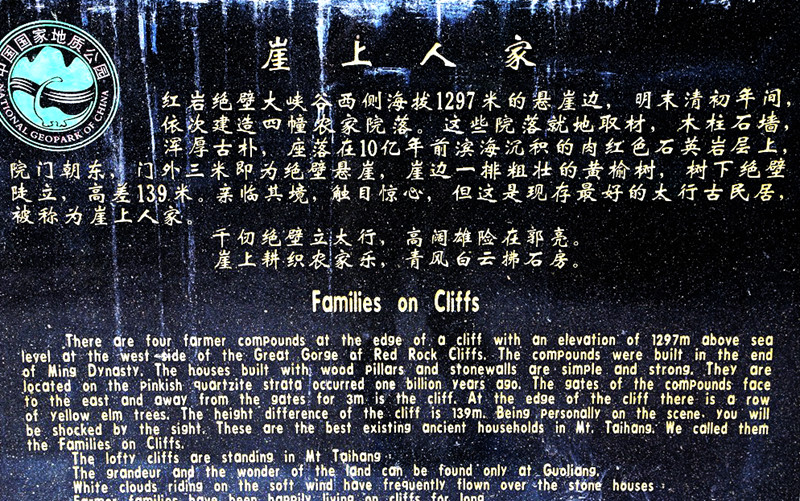 中国国家地质公园
NATIONAL GEOPARK OF CHINA
崖上人家
红岩绝壁大峡谷西侧海拔1297米的悬崖边，明末清初年间，
依次建造四幢农家院落。这些院落就地取材，木柱石墙，
浑厚古朴，座落在10亿年前滨海沉积的肉红色石英岩层上，
院门朝东，门外三米即为绝壁悬崖，崖边一排粗壮的黄榆树，树下绝壁
陡立，高差139米。亲临其境，触目惊心，但这是现存最好的太行古民居，
被称为崖上人家。
千仞绝壁立太行，高阔雄险在郭亮。
崖上耕织农家乐，青风白云拂石房。
Families on Cliffs
There are four farmer compounds at the edge of a cliff with an elevation of 1297m above sea
level at the west side of the Great Gorge of Red Rock Cliffs. The compounds were built in the end
of Ming Dynasty. The houses built with wood pillars and stonewalls are simple and strong. They are
located on the Pinkish quartzite strata occurred one billion years ago. The gates of the compounds face
to the east and away from the gates for 3m is the cliff. At the edge of the cliff there is a row
of yellow elm trees. The height difference of the cliff is 139m. Being personally on the scene, you will
be shocked by the sight. These are the best existing ancient households in Mt. Taihang. We called them
the Families on Cliffs.
The lofty cliffs are standing in Mt Taihang
The grandeur and the wonder of the land can be found only at Guoliang.
White clouds riding on the soft wind have frequently flown over the stone houses
Farmer families have been happily living on cliffs for long